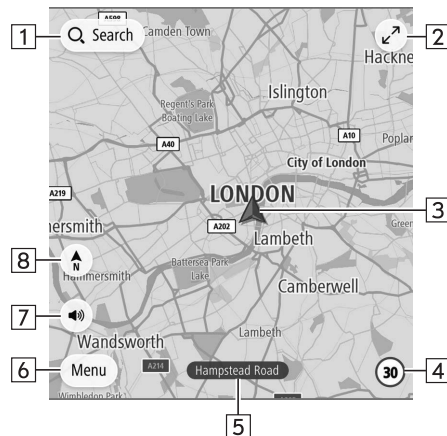 A598
1
Search
Camden Town
2
Hackne
Islington
Regent's Park
Boating Lake
A10
A40
Poplar
City of London
A219
LONDON
3
A202
mersmith
Lambeth
Green
8
N
Hammersmith
Battersea Park
Lake
Camberwell
7
Wandsworth
Lambeth
6
Menu
A214
Hampstead Road
30
4
Wimbledon Park
5